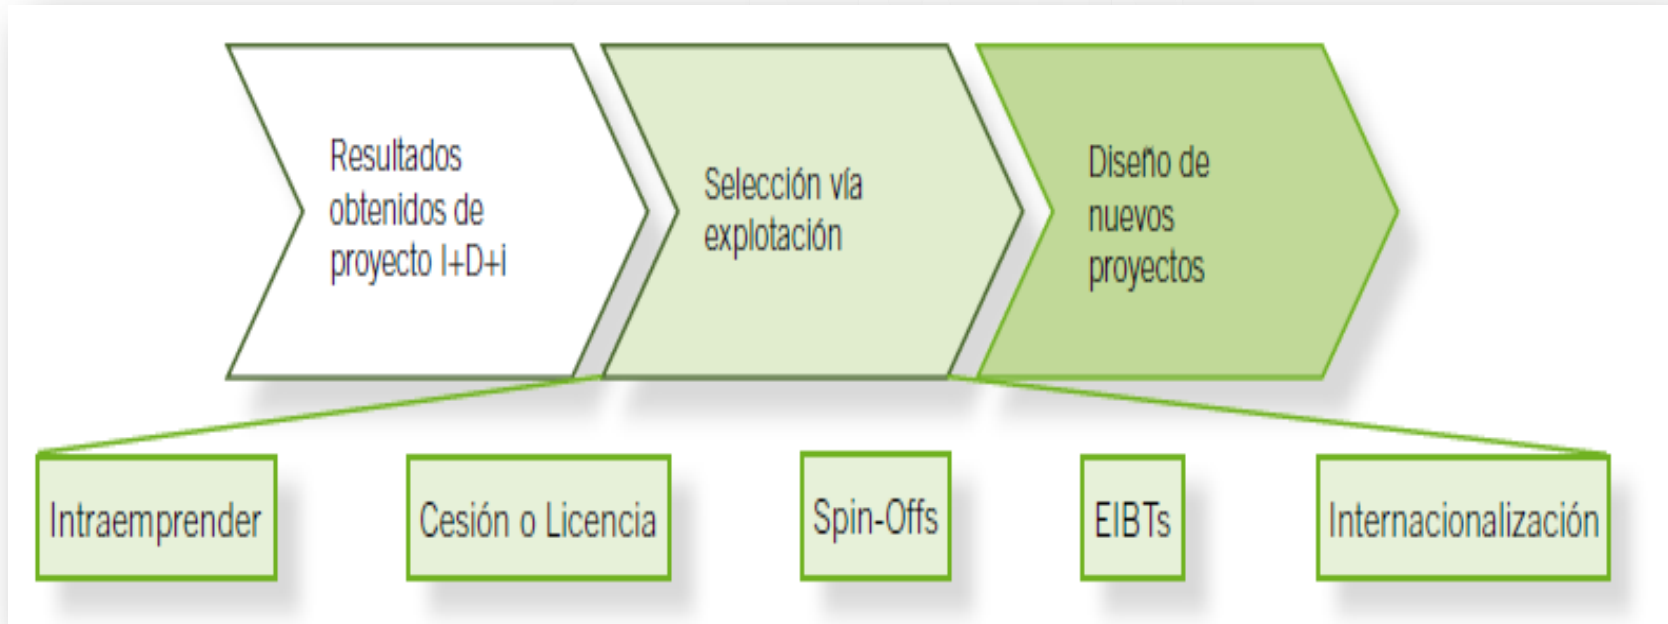 Resultados
obtenidos de
proyecto I+D+i
Selección vía
explotación
Diseño de
nuevos
proyectos
Intraemprender
Cesión o Licencia
Spin-Offs
EIBTs
Internacionalización